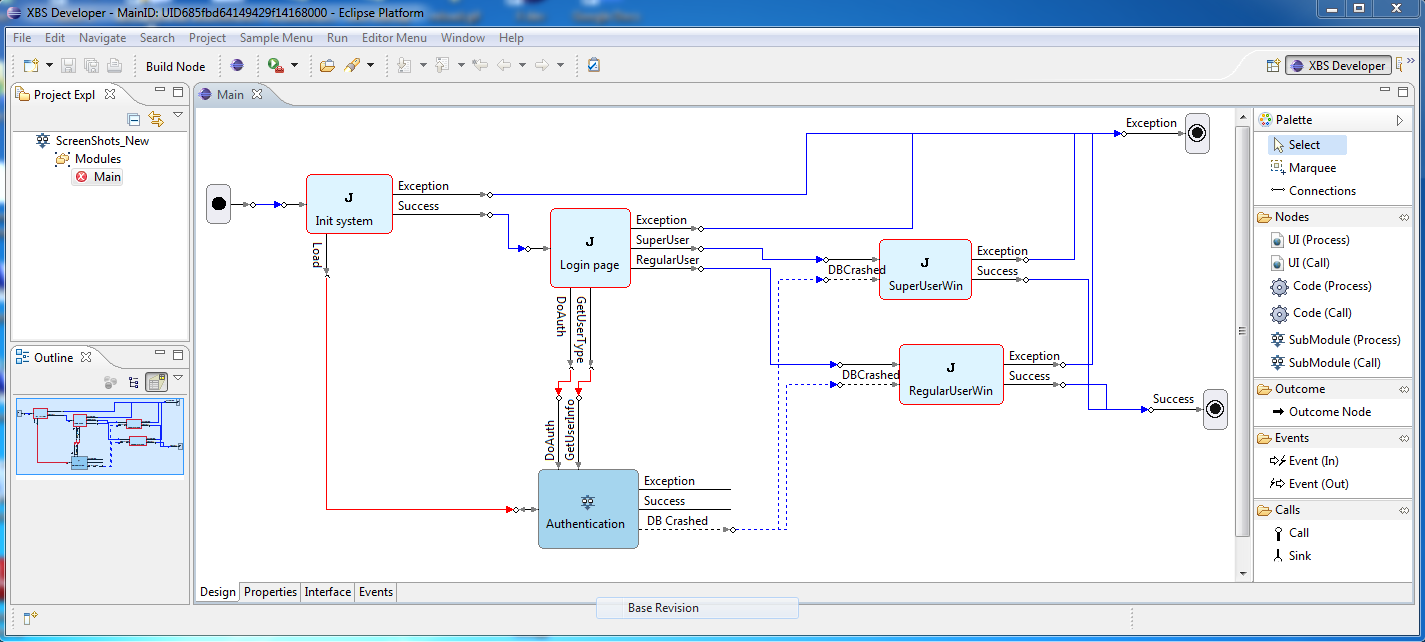 XBS Developer - MainID: UID685fbd64149429f14168000 - Eclipse Platform
File Edit Navigate Search Project Sample Menu Run Editor Menu Window Help
Build Node
XBS Developer
Project Expl
ScreenShots_New
Modules
Main
Outline
Main
Exception
J
Init system
Exception
Success
Load
J
Login page
Exception
SuperUser
RegularUser
DoAuth
GetUserType
DBCrashed
J
SuperUserWin
Exception
Success
DBCrashed
J
RegularUserWin
Exception
Success
Success
DoAuth
GetUserInfo
Authentication
Exception
Success
DB Crashed
Design Properties Interface Events
Palette
Select
Marquee
Connections
Nodes
UI (Process)
UI (Call)
Code (Process)
Code (Call)
SubModule (Process)
SubModule (Call)
Outcome
Outcome Node
Events
Event (In)
Event (Out)
Calls
Call
Sink
Base Revision